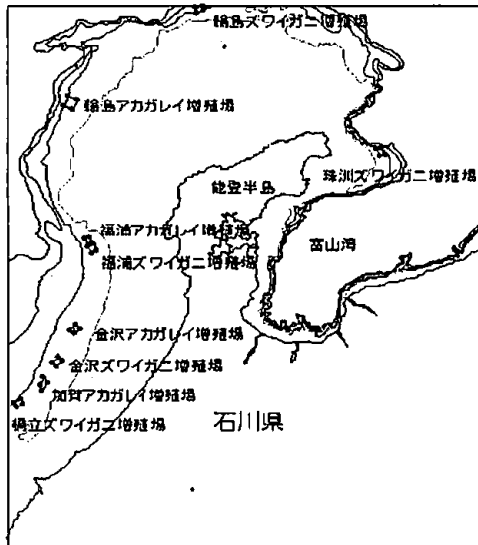 輪島ズワイガニ増殖場
輪島アカガレイ増殖場
能登半島
珠洲ズワイガニ増殖場
福浦アカガレイ増殖場
福浦ズワイガニ増殖場
富山湾
金沢アカガレイ増殖場
金沢ズワイガニ増殖場
加賀アカガレイ増殖場
橋立ズワイガニ増殖場
石川県